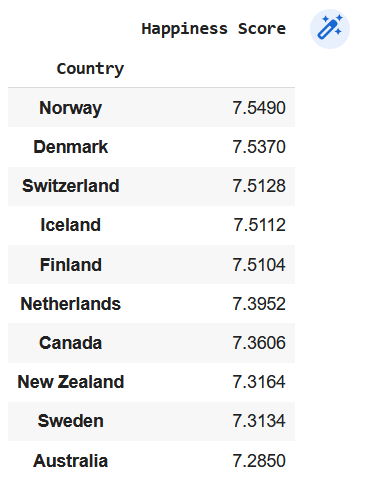 Happiness Score
Country
Norway 7.5490
Denmark 7.5370
Switzerland 7.5128
Iceland 7.5112
Finland 7.5104
Netherlands 7.3952
Canada 7.3606
New Zealand 7.3164
Sweden 7.3134
Australia 7.2850